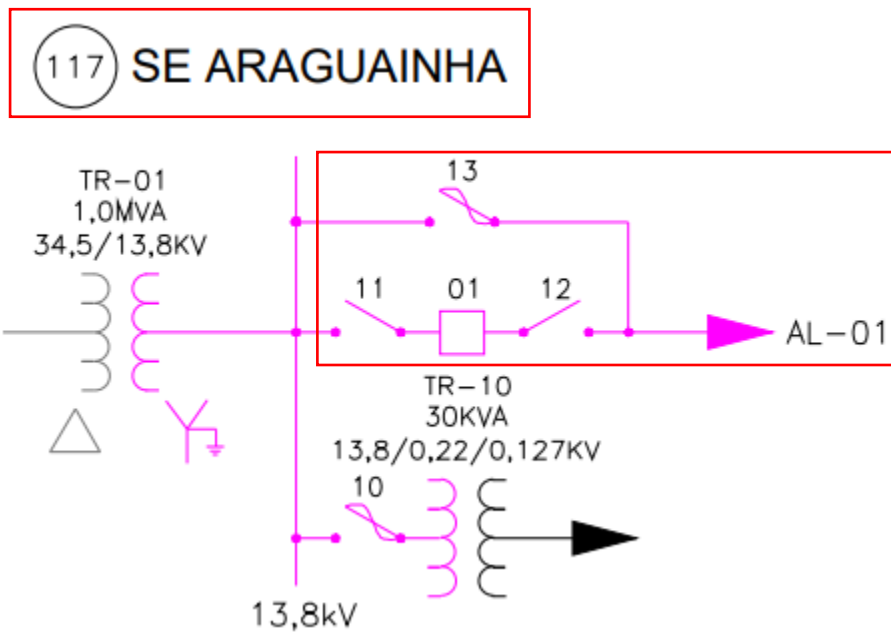 117 SE ARAGUAINHA
TR-01
1,0MVA
34,5/13,8KV
13
11 01 12
AL-01
TR-10
30KVA
13,8/0,22/0,127KV
10
13,8kV